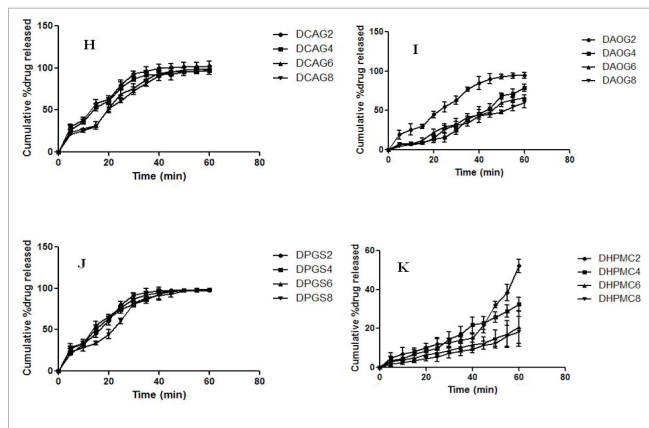 H
DCAG2
DCAG4
DCAG6
DCAG8
Cumulative %drug released
150
100
50
0
0 20 40 60 80
Time (min)
I
DAOG2
DAOG4
DAOG6
DAOG8
Cumulative %drug released
150
100
50
0
0 20 40 60 80
Time (min)
J
DPGS2
DPGS4
DPGS6
DPGS8
Cumulative %drug released
150
100
50
0
0 20 40 60 80
Time (min)
K
DHPMC2
DHPMC4
DHPMC6
DHPMC8
Cumulative %drug released
60
40
20
0
0 20 40 60 80
Time (min)